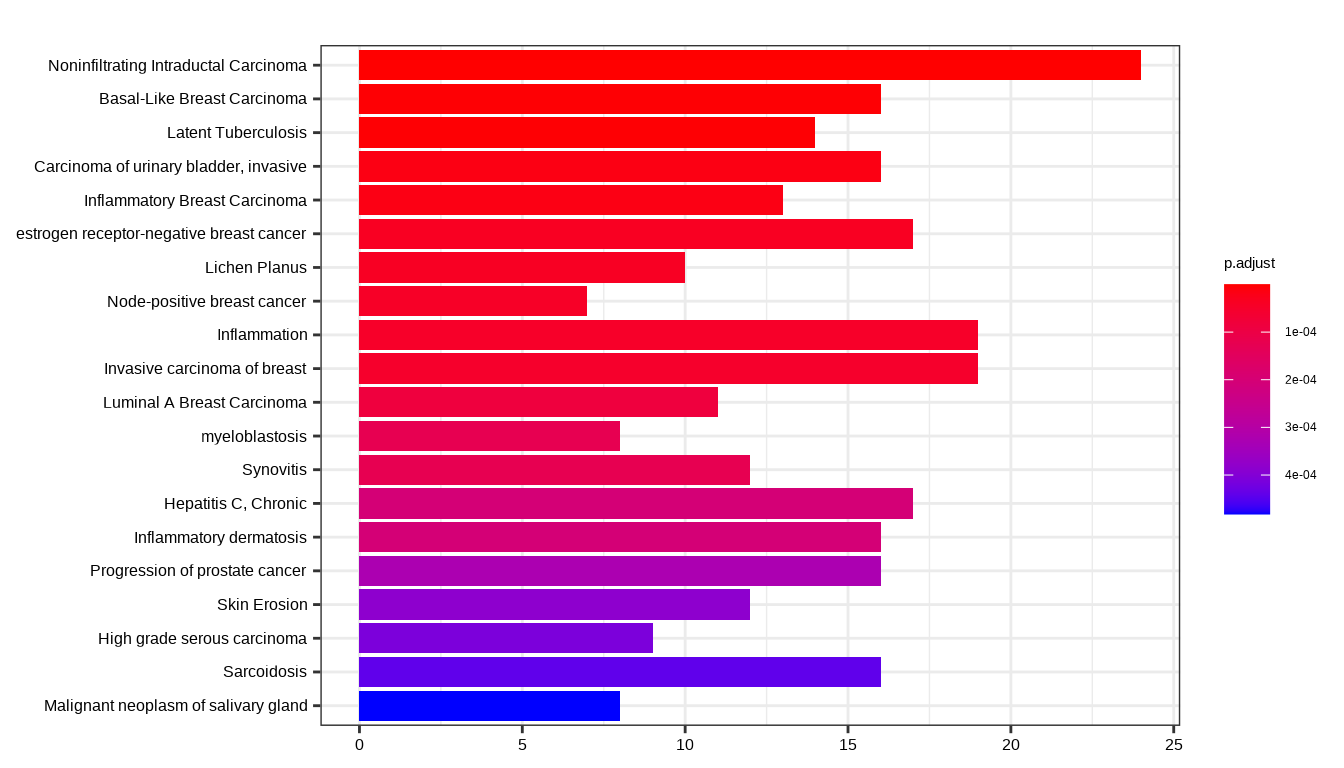 Noninfiltrating Intraductal Carcinoma
Basal-Like Breast Carcinoma
Latent Tuberculosis
Carcinoma of urinary bladder, invasive
Inflammatory Breast Carcinoma
estrogen receptor-negative breast cancer
Lichen Planus
Node-positive breast cancer
Inflammation
Invasive carcinoma of breast
Luminal A Breast Carcinoma
myeloblastosis
Synovitis
Hepatitis C, Chronic
Inflammatory dermatosis
Progression of prostate cancer
Skin Erosion
High grade serous carcinoma
Sarcoidosis
Malignant neoplasm of salivary gland
0 5 10 15 20 25
p.adjust
1e-04
2e-04
3e-04
4e-04